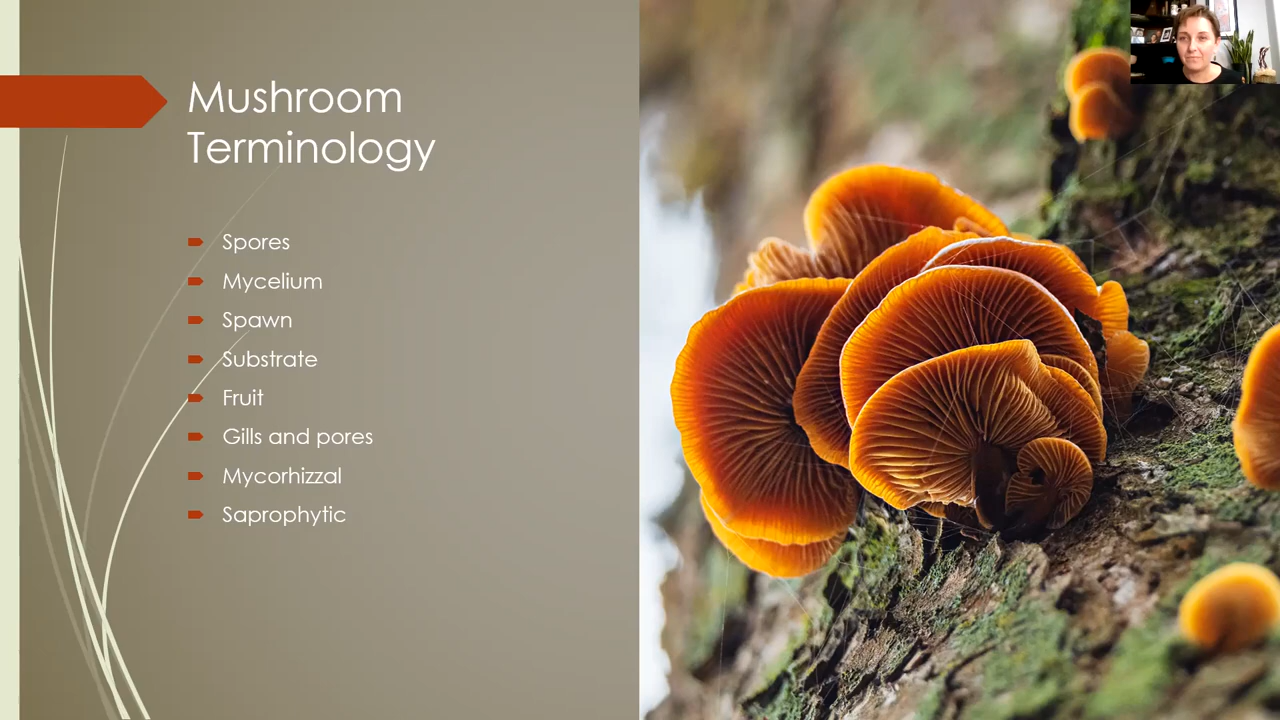 Mushroom
Terminology
Spores
Mycelium
Spawn
Substrate
Fruit
Gills and pores
Mycorhizzal
Saprophytic